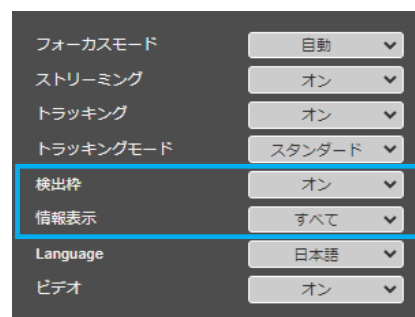 フォーカスモード 自動
ストリーミング オン
トラッキング オン
トラッキングモード スタンダード
検出枠 オン
情報表示 すべて
Language 日本語
ビデオ オン